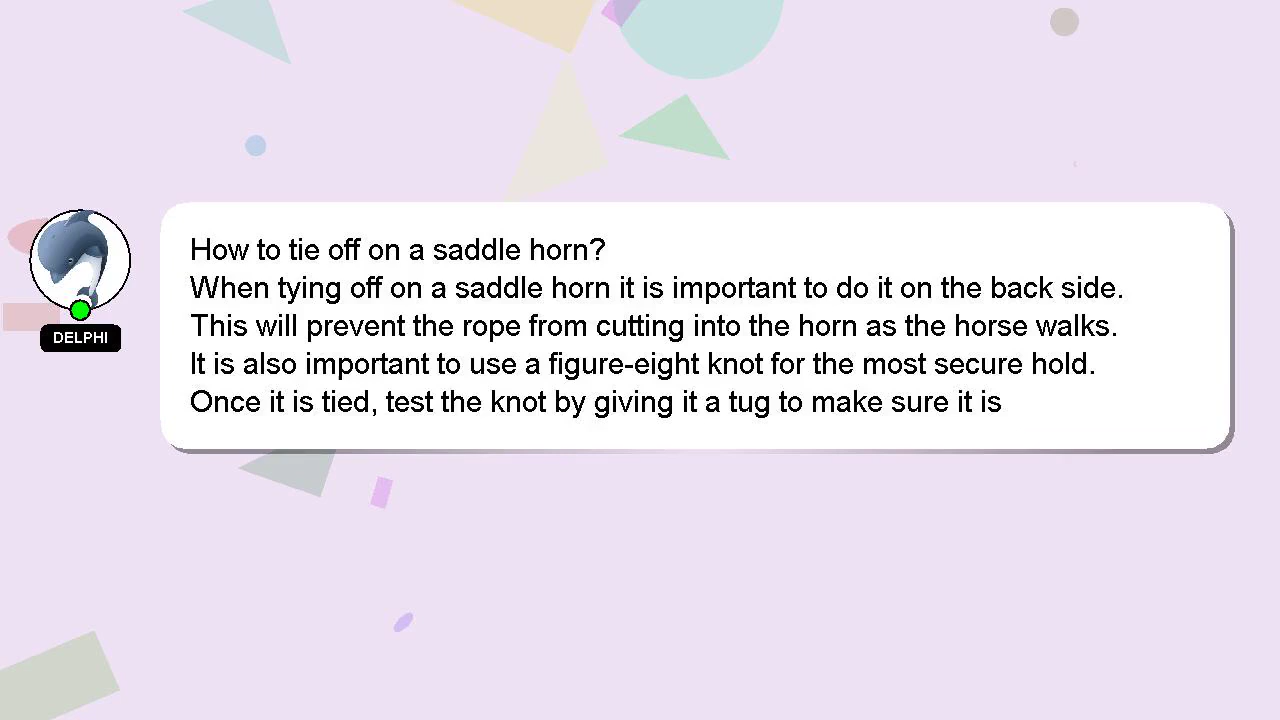 How to tie off on a saddle horn?
When tying off on a saddle horn it is important to do it on the back side.
This will prevent the rope from cutting into the horn as the horse walks.
It is also important to use a figure-eight knot for the most secure hold.
Once it is tied, test the knot by giving it a tug to make sure it is
DELPHI